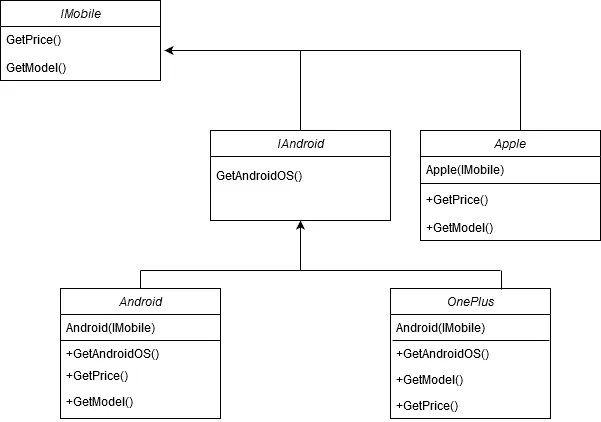 IMobile
GetPrice()
GetModel()
IAndroid
GetAndroidOS()
Apple
Apple(IMobile)
+GetPrice()
+GetModel()
Android
Android(IMobile)
+GetAndroidOS()
+GetPrice()
+GetModel()
OnePlus
Android(IMobile)
+GetAndroidOS()
+GetModel()
+GetPrice()